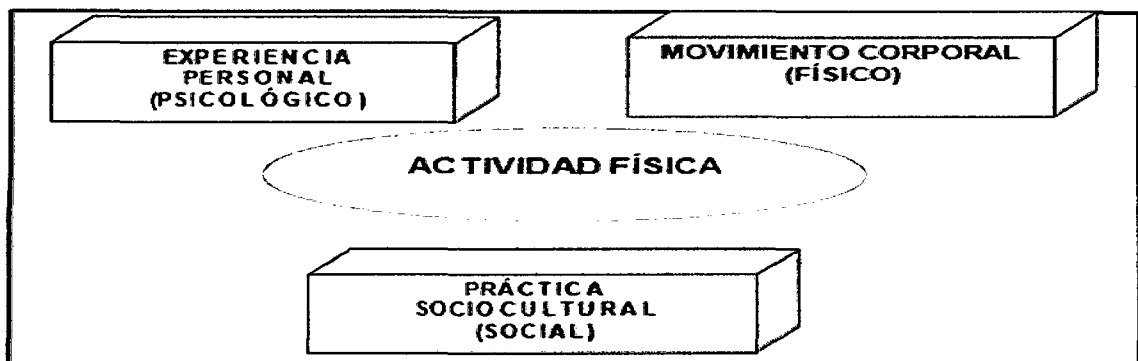 EXPERIENCIA
PERSONAL
(PSICOLÓGICO)
MOVIMIENTO CORPORAL
(FÍSICO)
ACTIVIDAD FÍSICA
PRÁCTICA
SOCIOCULTURAL
(SOCIAL)